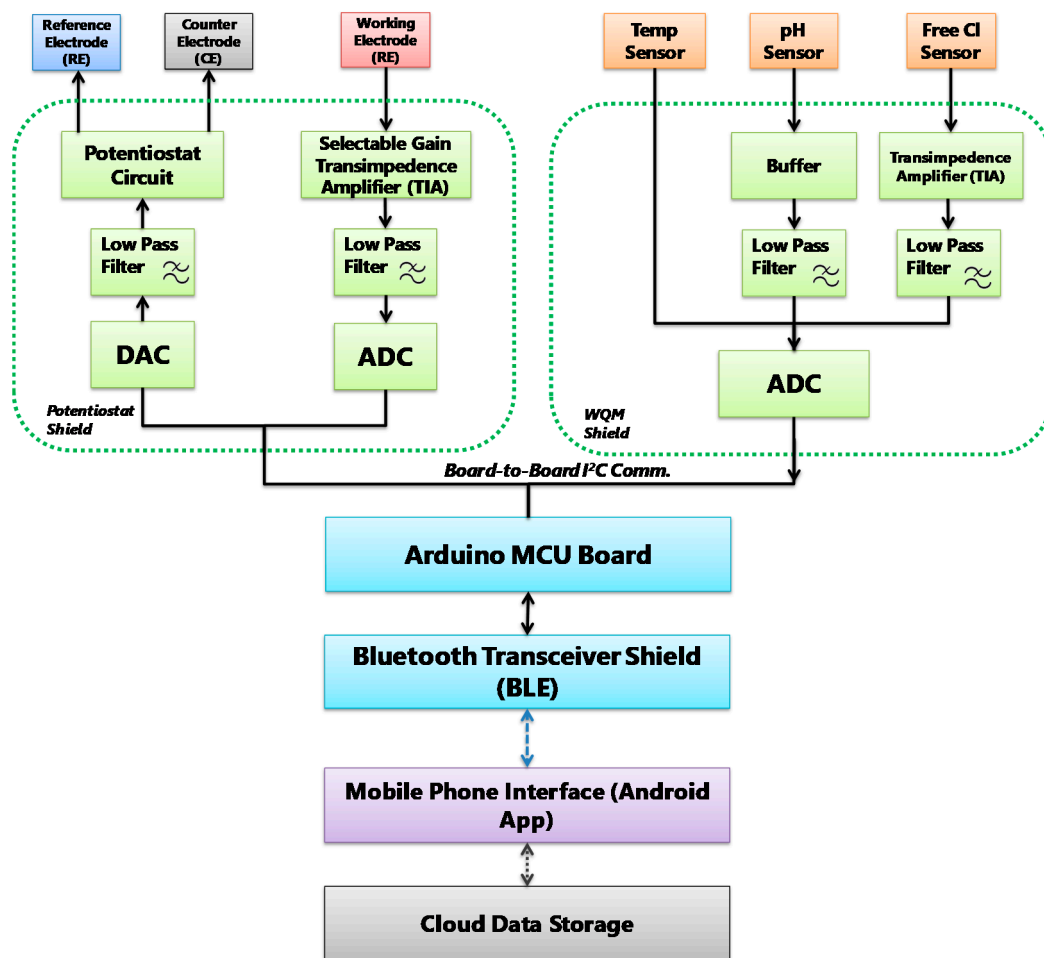 Reference
Electrode
(RE)
Counter
Electrode
(CE)
Working
Electrode
(RE)
Temp
Sensor
pH
Sensor
Free Cl
Sensor
Potentiostat
Circuit
Selectable Gain
Transimpedence
Amplifier (TIA)
Buffer
Transimpedence
Amplifier (TIA)
Low Pass
Filter
Low Pass
Filter
Low Pass
Filter
Low Pass
Filter
DAC
ADC
ADC
Potentiostat
Shield
WQM
Shield
Board-to-Board I²C Comm.
Arduino MCU Board
Bluetooth Transceiver Shield
(BLE)
Mobile Phone Interface (Android
App)
Cloud Data Storage